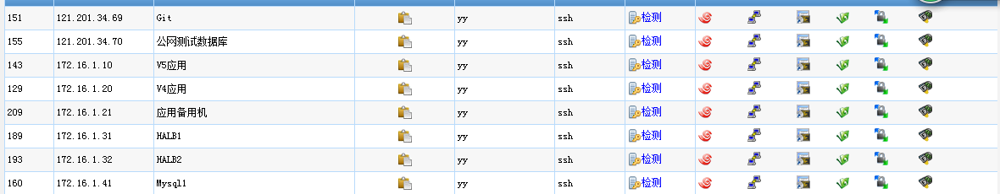 151 121.201.34.69 Git yy ssh 检测
155 121.201.34.70 公网测试数据库 yy ssh 检测
143 172.16.1.10 V5应用 yy ssh 检测
129 172.16.1.20 V4应用 yy ssh 检测
209 172.16.1.21 应用备用机 yy ssh 检测
189 172.16.1.31 HALB1 yy ssh 检测
193 172.16.1.32 HALB2 yy ssh 检测
160 172.16.1.41 Mysql1 yy ssh 检测